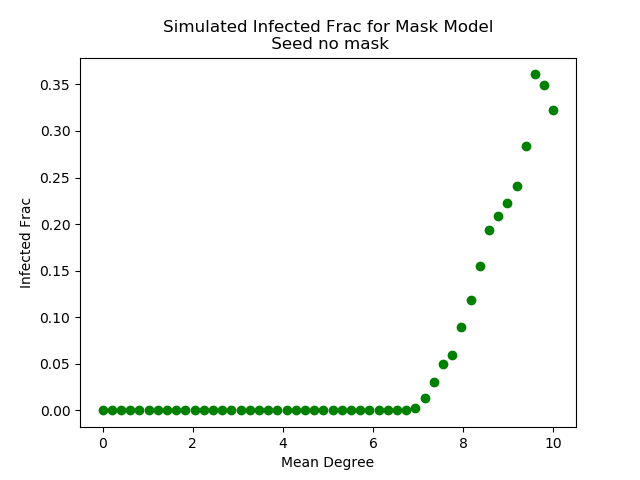 Simulated Infected Frac for Mask Model
Seed no mask
0.35
0.30
0.25
0.20
0.15
0.10
0.05
0.00
Infected Frac
0 2 4 6 8 10
Mean Degree